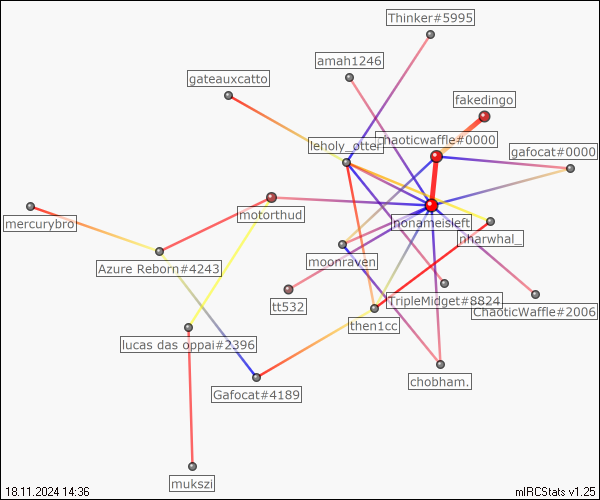 Thinker#5995
amah1246
gateauxcatto
fakedingo
chaoticwaffle#0000
leholy_otter
gafocat#0000
motorthud
nonameisleft
mercurybro
nharwhal_
moonraven
Azure Reborn#4243
TripleMidget#8824
tt532
ChaoticWaffle#2006
then1cc
lucas das oppai#2396
chobham.
Gafocat#4189
mukszi
18.11.2024 14:36
mIRCStats v1.25